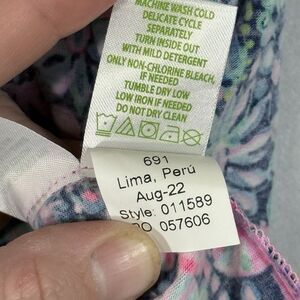 MACHINE WASH COLD
DELICATE CYCLE
SEPARATELY
TURN INSIDE OUT
WITH MILD DETERGENT
ONLY NON-CHLORINE BLEACH,
IF NEEDED
TUMBLE DRY LOW
LOW IRON IF NEEDED
DO NOT DRY CLEAN
691
Lima, Perú
Aug-22
Style: 011589
PO 057606